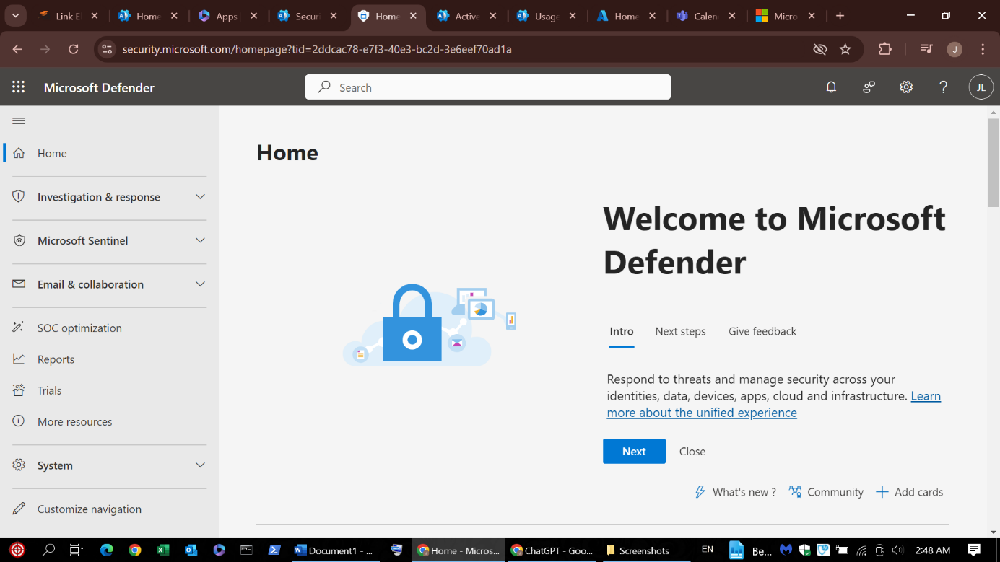 Link E
Home
Apps
Securi
Home
Active
Usage
Home
Calen
Micro
security.microsoft.com/homepage?tid=2ddcac78-e7f3-40e3-bc2d-3e6eef70ad1a
J
Microsoft Defender
Search
JL
Home
Investigation & response
Microsoft Sentinel
Email & collaboration
SOC optimization
Reports
Trials
More resources
System
Customize navigation
Home
Welcome to Microsoft
Defender
Intro Next steps Give feedback
Respond to threats and manage security across your
identities, data, devices, apps, cloud and infrastructure. Learn
more about the unified experience
Next Close
What's new ? Community Add cards
Document1 - ...
Home - Micros...
ChatGPT - Goo...
Screenshots
EN
Be...
2:48 AM